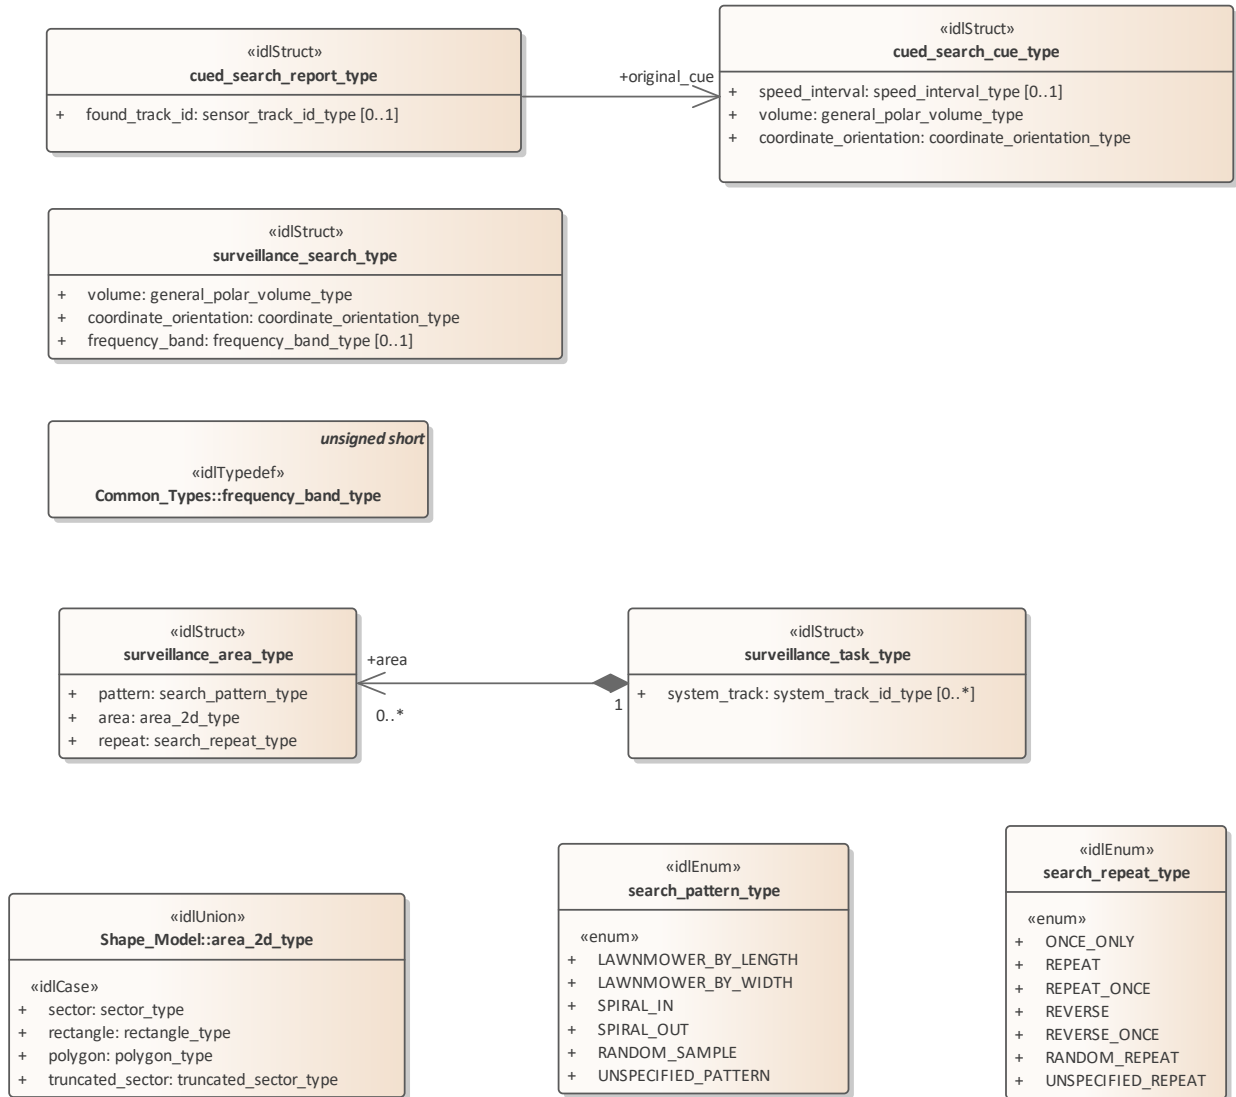 «idlStruct»
cued_search_report_type
+ found_track_id: sensor_track_id_type [0..1]
+original_cue
«idlStruct»
cued_search_cue_type
+ speed_interval: speed_interval_type [0..1]
+ volume: general_polar_volume_type
+ coordinate_orientation: coordinate_orientation_type
«idlStruct»
surveillance_search_type
+ volume: general_polar_volume_type
+ coordinate_orientation: coordinate_orientation_type
+ frequency_band: frequency_band_type [0..1]
unsigned short
«idlTypedef»
Common_Types::frequency_band_type
«idlStruct»
surveillance_area_type
+ pattern: search_pattern_type
+ area: area_2d_type
+ repeat: search_repeat_type
+area
0..*
1
«idlStruct»
surveillance_task_type
+ system_track: system_track_id_type [0..*]
«idlUnion»
Shape_Model::area_2d_type
«idlCase»
+ sector: sector_type
+ rectangle: rectangle_type
+ polygon: polygon_type
+ truncated_sector: truncated_sector_type
«idlEnum»
search_pattern_type
«enum»
+ LAWNMOWER_BY_LENGTH
+ LAWNMOWER_BY_WIDTH
+ SPIRAL_IN
+ SPIRAL_OUT
+ RANDOM_SAMPLE
+ UNSPECIFIED_PATTERN
«idlEnum»
search_repeat_type
«enum»
+ ONCE_ONLY
+ REPEAT
+ REPEAT_ONCE
+ REVERSE
+ REVERSE_ONCE
+ RANDOM_REPEAT
+ UNSPECIFIED_REPEAT